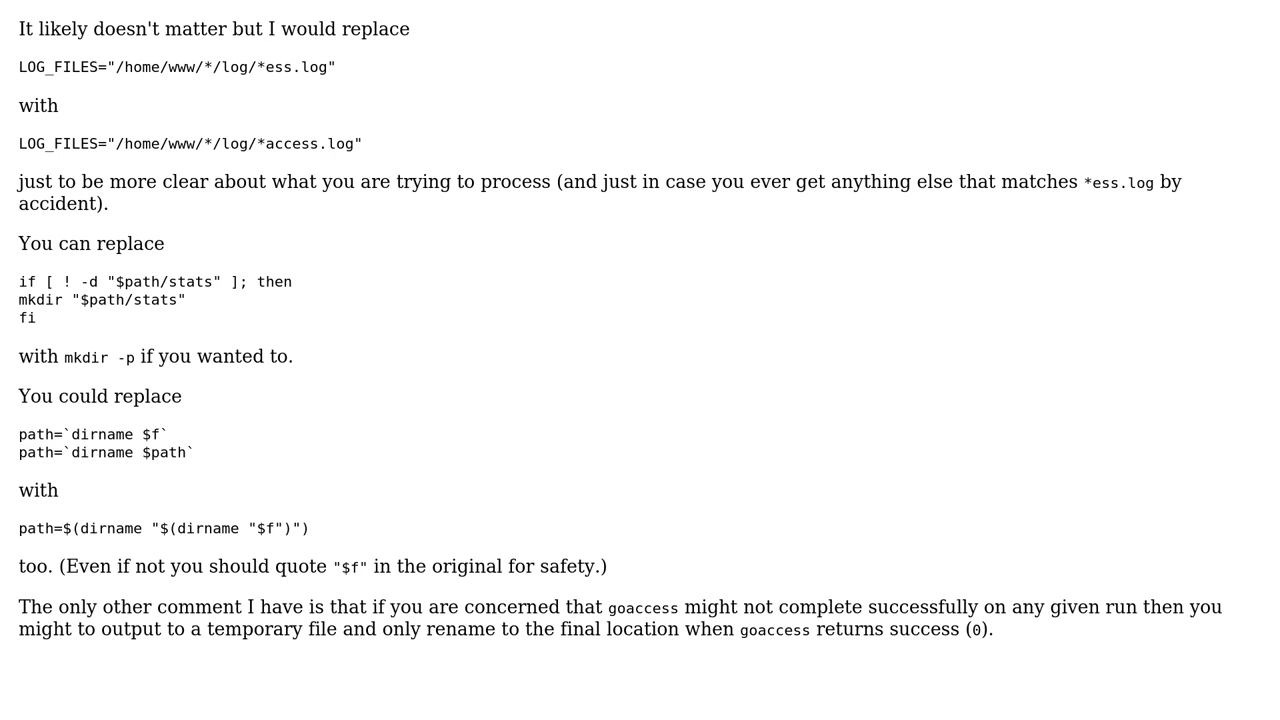 It likely doesn't matter but I would replace
LOG_FILES="/home/www/*/log/*ess.log"
with
LOG_FILES="/home/www/*/log/*access.log"
just to be more clear about what you are trying to process (and just in case you ever get anything else that matches *ess.log by
accident).
You can replace
if [ ! -d "$path/stats" ]; then
mkdir "$path/stats"
fi
with mkdir -p if you wanted to.
You could replace
path=`dirname $f`
path=`dirname $path`
with
path=$(dirname "$(dirname "$f")")
too. (Even if not you should quote "$f" in the original for safety.)
The only other comment I have is that if you are concerned that goaccess might not complete successfully on any given run then you
might to output to a temporary file and only rename to the final location when goaccess returns success (0).